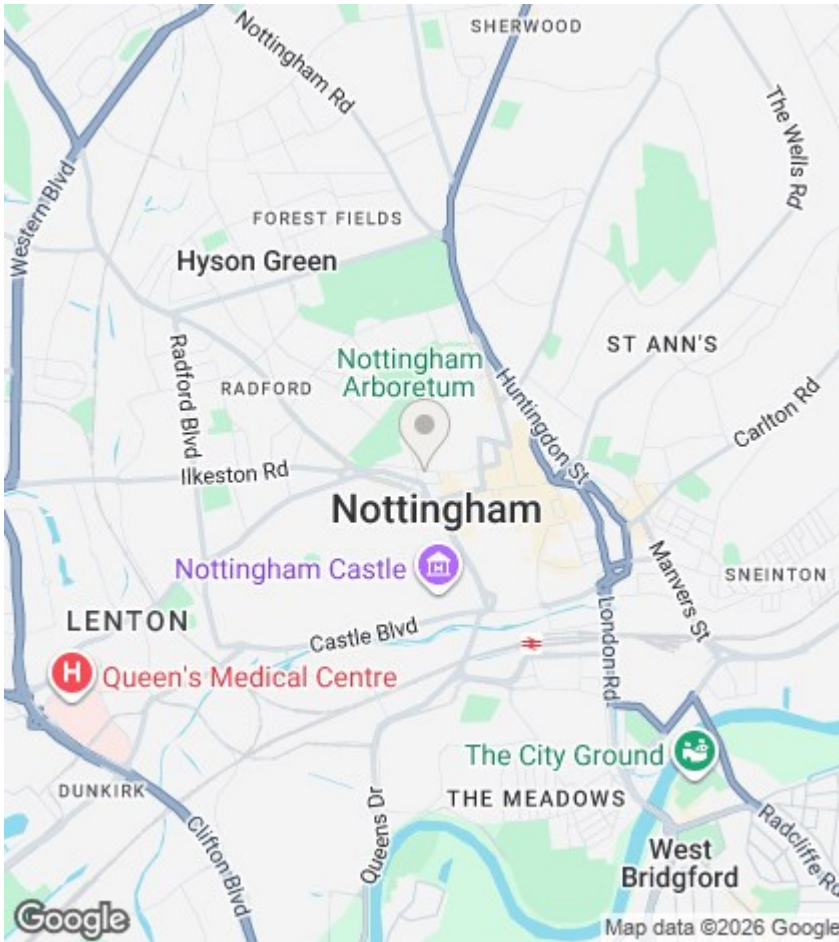 SHERWOOD
Nottingham Rd
The Wells Rd
Western Blvd
FOREST FIELDS
Hyson Green
ST ANN'S
Nottingham
Arboretum
Radford Blvd
RADFORD
Huntingdon St
Carlton Rd
Ilkeston Rd
Nottingham
Nottingham Castle
Manvers St
SNEINTON
LENTON
Castle Blvd
London Rd
H
Queen's Medical Centre
The City Ground
DUNKIRK
THE MEADOWS
Queens Dr
Clifton Blvd
Radcliffe Rd
West
Bridgford
Google
Map data ©2026 Google